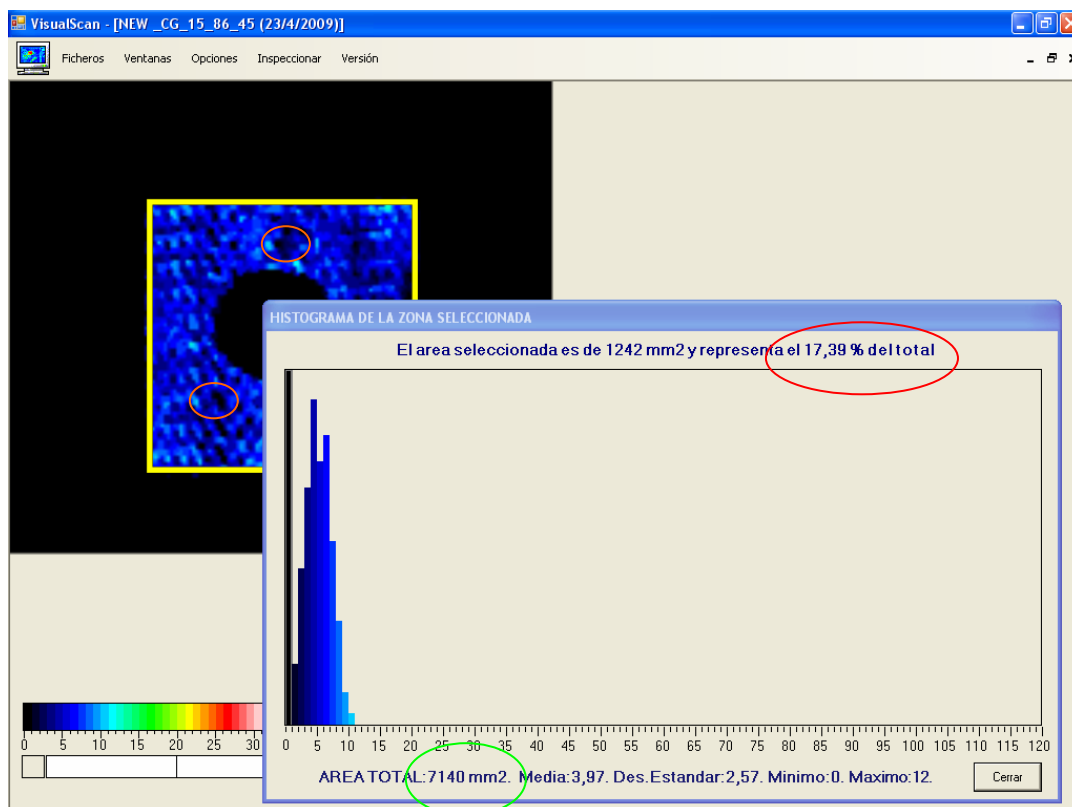 VisualScan - [NEW _CG_15_86_45 (23/4/2009)]
Ficheros Ventanas Opciones Inspeccionar Versión
HISTOGRAMA DE LA ZONA SELECCIONADA
El area seleccionada es de 1242 mm2 y representa el 17,39 % del total
0 5 10 15 20 25 30
0 5 10 15 20 25 30 35 40 45 50 55 60 65 70 75 80 85 90 95 100 105 110 115 120
AREA TOTAL:7140 mm2. Media:3,97. Des.Estandar:2,57. Minimo:0. Maximo:12.
Cerrar